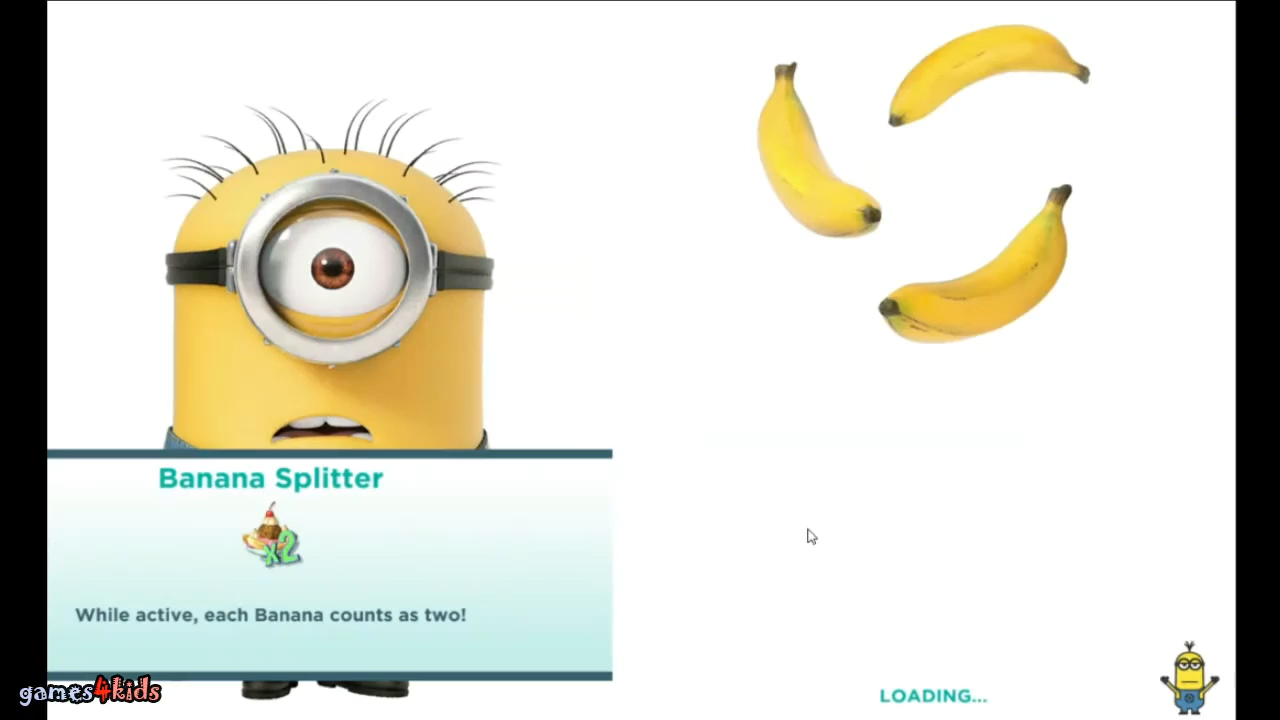 Banana Splitter
x2
While active, each Banana counts as two!
games4kids
LOADING...